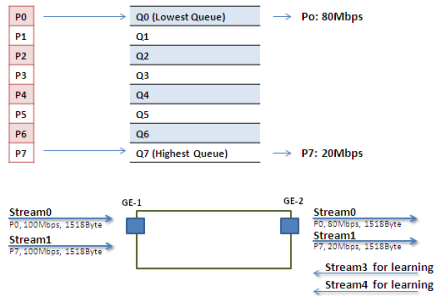 P0 Q0 (Lowest Queue) Po: 80Mbps
P1 Q1
P2 Q2
P3 Q3
P4 Q4
P5 Q5
P6 Q6
P7 Q7 (Highest Queue) P7: 20Mbps
GE-1 GE-2
Stream0 Stream0
P0, 100Mbps, 1518Byte P0, 80Mbps, 1518Byte
Stream1 Stream1
P7, 100Mbps, 1518Byte P7, 20Mbps, 1518Byte
Stream3 for learning
Stream4 for learning